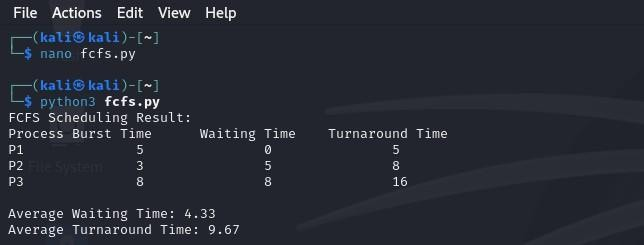 File Actions Edit View Help
┌──(kali㉿kali)-[~]
└─$ nano fcfs.py
┌──(kali㉿kali)-[~]
└─$ python3 fcfs.py
FCFS Scheduling Result:
Process Burst Time Waiting Time Turnaround Time
P1 5 0 5
P2 3 5 8
File System
P3 8 8 16
Average Waiting Time: 4.33
Average Turnaround Time: 9.67